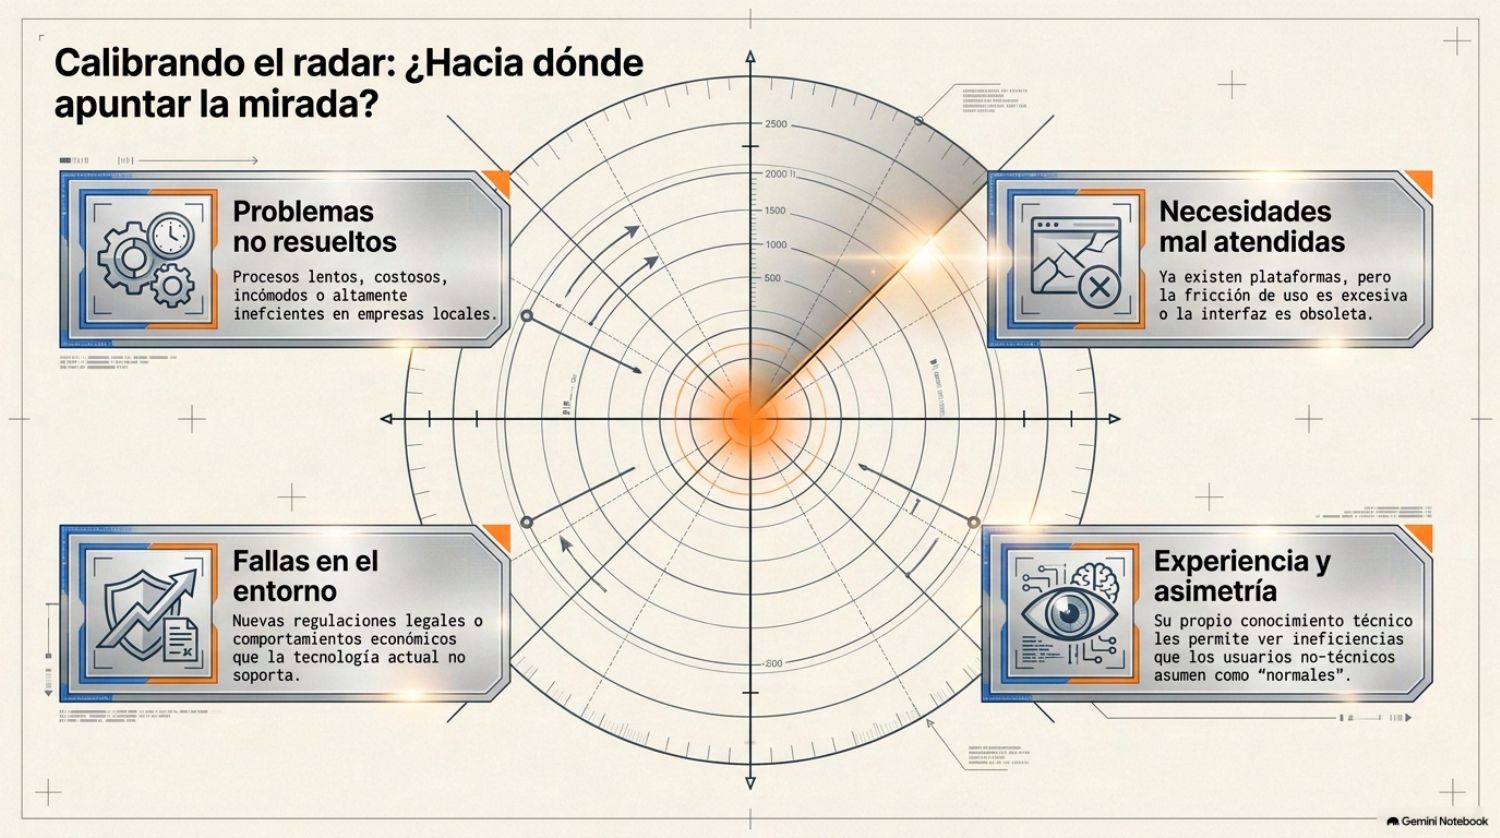 Calibrando el radar: ¿Hacia dónde
apuntar la mirada?
2500
2000
1500
1000
500
Problemas
no resueltos
Procesos lentos, costosos,
incómodos o altamente
inefcientes en empresas locales.
Necesidades
mal atendidas
Ya existen plataformas, pero
la fricción de uso es excesiva
o la interfaz es obsoleta.
Fallas en el
entorno
Nuevas regulaciones legales o
comportamientos económicos
que la tecnología actual no
soporta.
Experiencia y
asimetría
Su propio conocimiento técnico
les permite ver ineficiencias
que los usuarios no-técnicos
asumen como “normales”.
Gemini Notebook